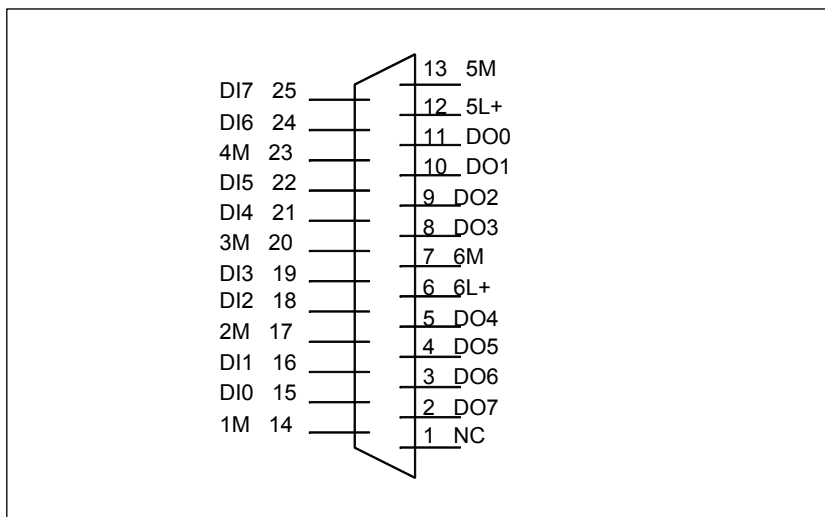 13 5M
DI7 25
12 5L+
DI6 24
11 DO0
4M 23
10 DO1
DI5 22
9 DO2
DI4 21
8 DO3
3M 20
7 6M
DI3 19
6 6L+
DI2 18
5 DO4
2M 17
4 DO5
DI1 16
3 DO6
DI0 15
2 DO7
1M 14
1 NC